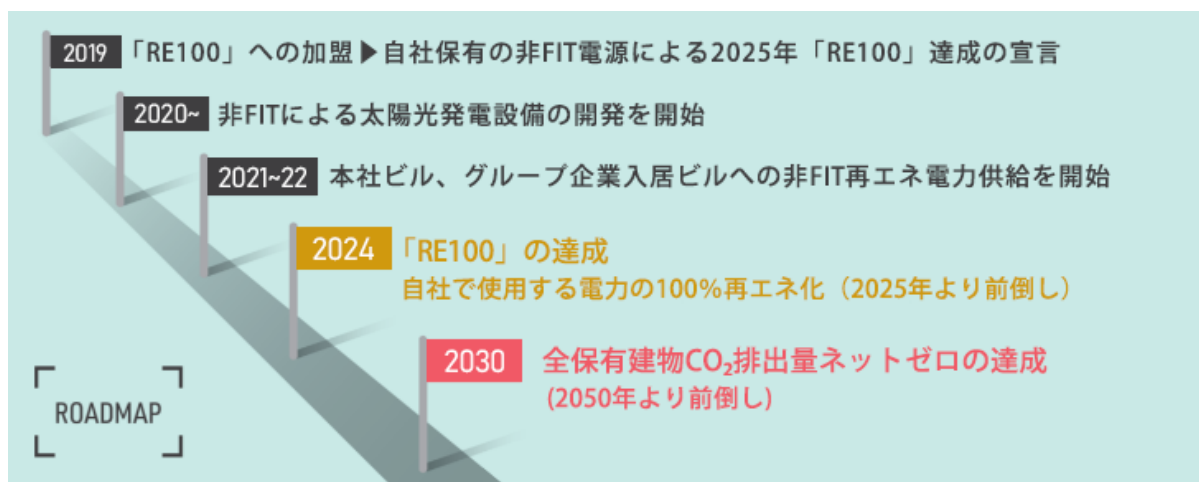 2019 「RE100」への加盟▶自社保有の非FIT電源による2025年「RE100」達成の宣言
2020~ 非FITによる太陽光発電設備の開発を開始
2021~22 本社ビル、グループ企業入居ビルへの非FIT再エネ電力供給を開始
2024 「RE100」の達成
自社で使用する電力の100%再エネ化（2025年より前倒し）
2030 全保有建物CO₂排出量ネットゼロの達成
(2050年より前倒し)
ROADMAP